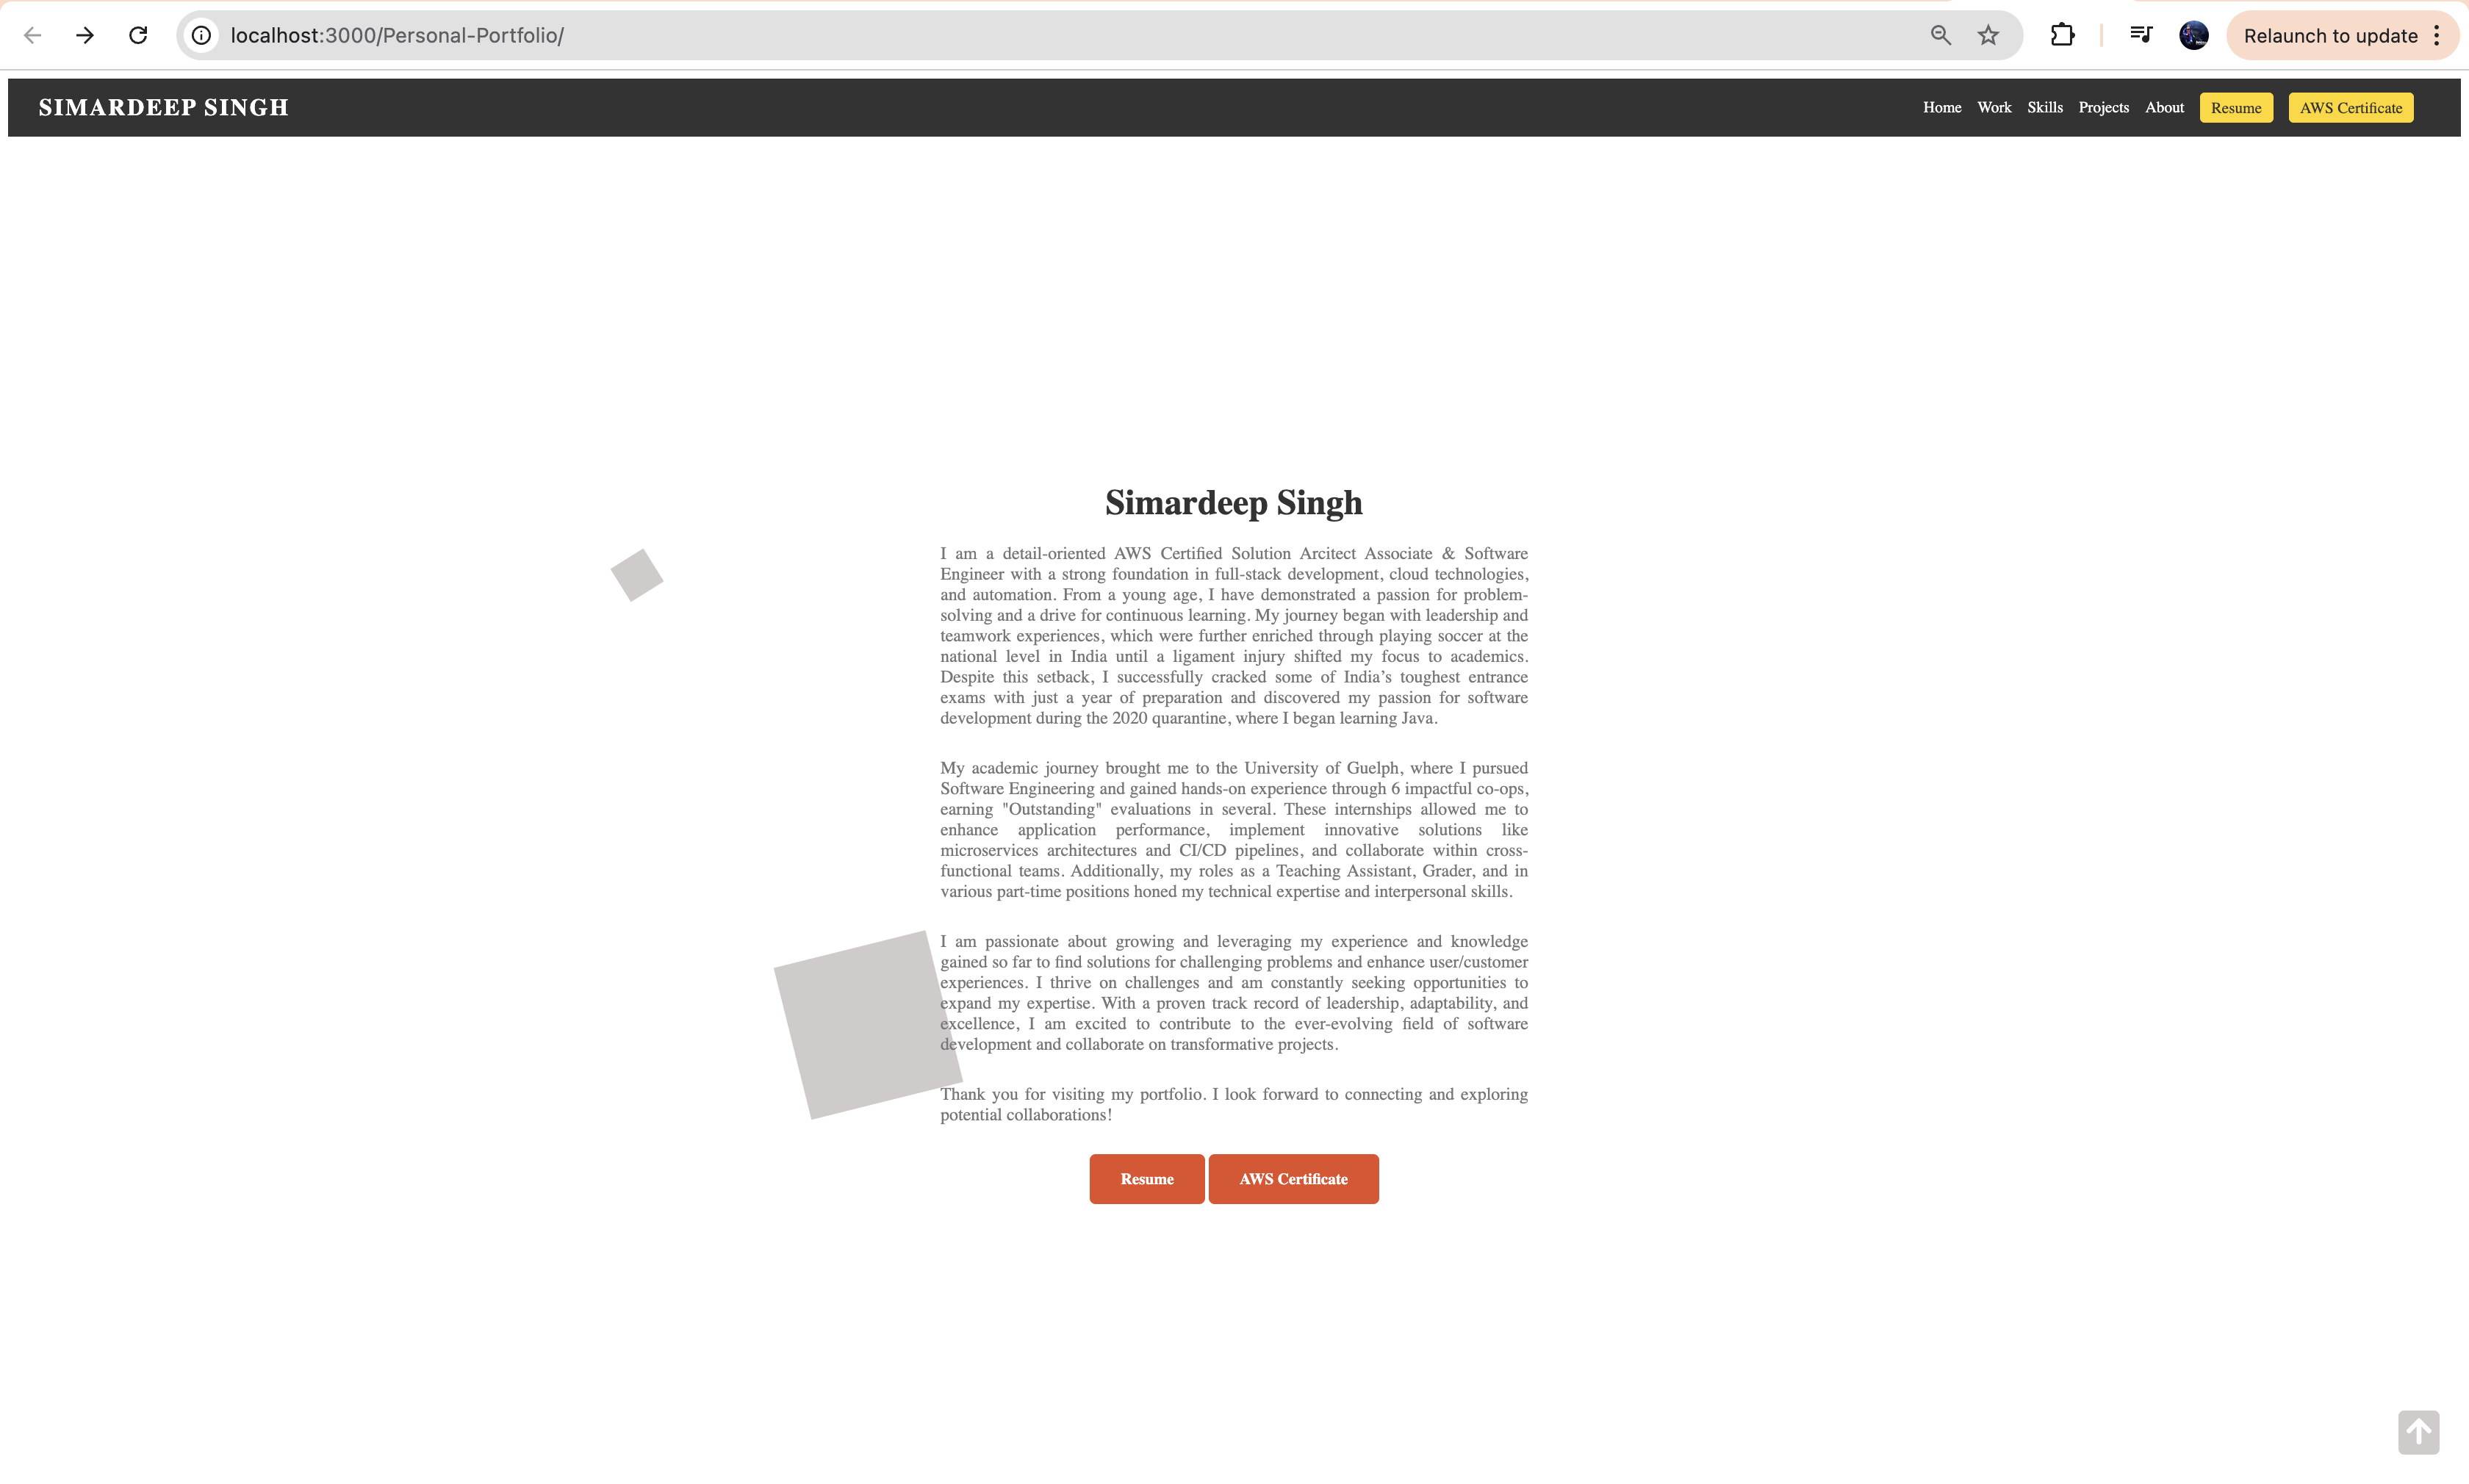 localhost:3000/Personal-Portfolio/
Relaunch to update
SIMARDEEP SINGH
Home Work Skills Projects About Resume AWS Certificate
Simardeep Singh
I am a detail-oriented AWS Certified Solution Arcitect Associate & Software
Engineer with a strong foundation in full-stack development, cloud technologies,
and automation. From a young age, I have demonstrated a passion for problem-
solving and a drive for continuous learning. My journey began with leadership and
teamwork experiences, which were further enriched through playing soccer at the
national level in India until a ligament injury shifted my focus to academics.
Despite this setback, I successfully cracked some of India’s toughest entrance
exams with just a year of preparation and discovered my passion for software
development during the 2020 quarantine, where I began learning Java.
My academic journey brought me to the University of Guelph, where I pursued
Software Engineering and gained hands-on experience through 6 impactful co-ops,
earning "Outstanding" evaluations in several. These internships allowed me to
enhance application performance, implement innovative solutions like
microservices architectures and CI/CD pipelines, and collaborate within cross-
functional teams. Additionally, my roles as a Teaching Assistant, Grader, and in
various part-time positions honed my technical expertise and interpersonal skills.
I am passionate about growing and leveraging my experience and knowledge
gained so far to find solutions for challenging problems and enhance user/customer
experiences. I thrive on challenges and am constantly seeking opportunities to
expand my expertise. With a proven track record of leadership, adaptability, and
excellence, I am excited to contribute to the ever-evolving field of software
development and collaborate on transformative projects.
Thank you for visiting my portfolio. I look forward to connecting and exploring
potential collaborations!
Resume AWS Certificate